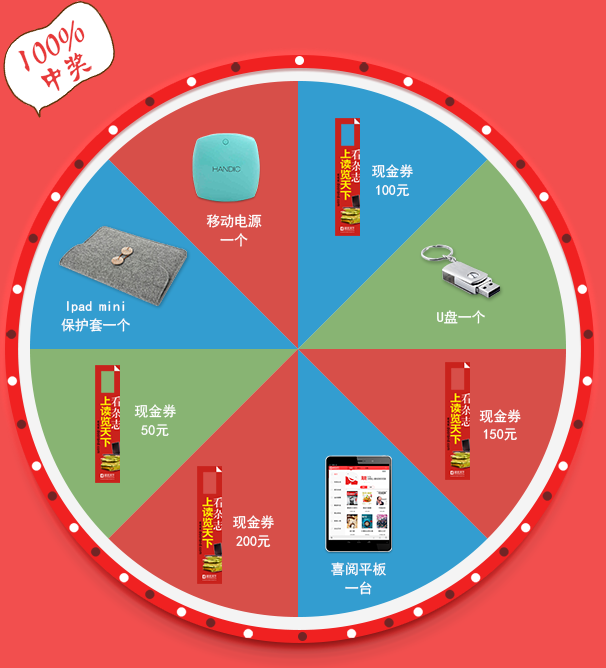 100%
中奖
HANDIC
移动电源
一个
看杂志
上读览天下
现金券
100元
Ipad mini
保护套一个
U盘一个
看杂志
上读览天下
现金券
50元
看杂志
上读览天下
现金券
150元
看杂志
上读览天下
现金券
200元
喜阅平板
一台